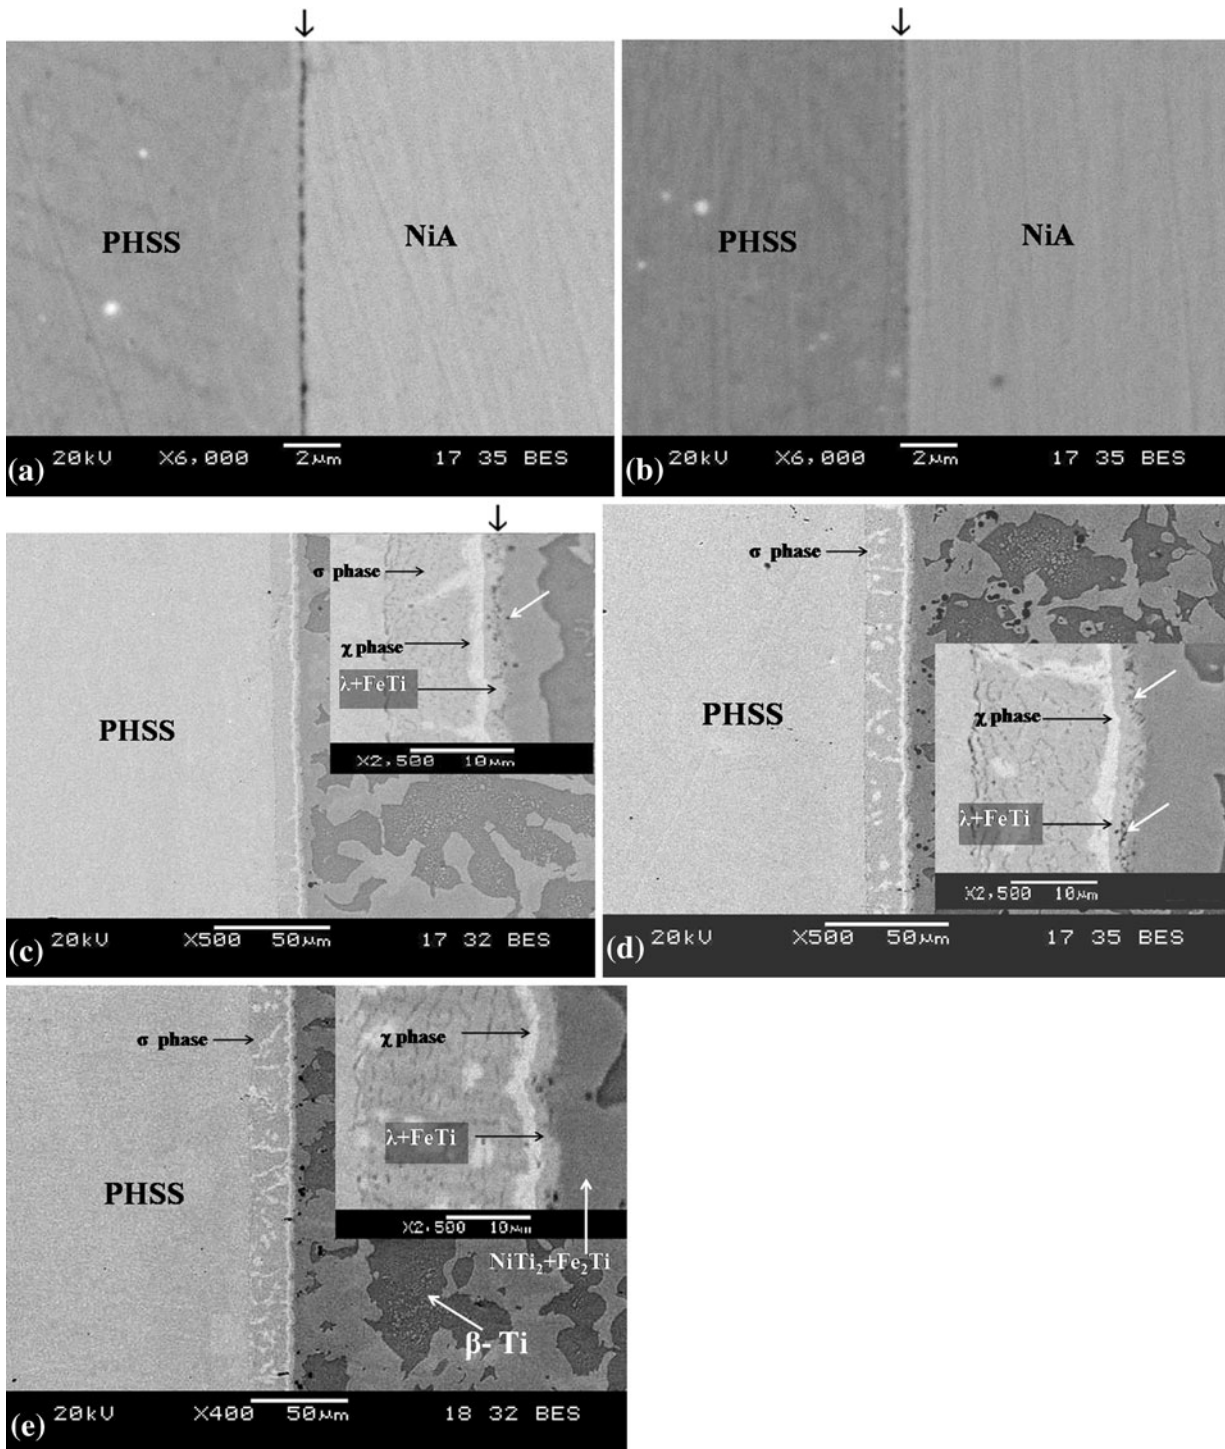 PHSS
NiA
(a) 20kV X6,000 2μm 17 35 BES
PHSS
NiA
(b) 20kV X6,000 2μm 17 35 BES
σ phase
χ phase
λ+FeTi
X2,500 10μm
PHSS
(c) 20kV X500 50μm 17 32 BES
σ phase
PHSS
χ phase
λ+FeTi
X2,500 10μm
(d) 20kV X500 50μm 17 35 BES
σ phase
χ phase
λ+FeTi
PHSS
X2,500 10μm
NiTi₂+Fe₂Ti
β- Ti
(e) 20kV X400 50μm 18 32 BES